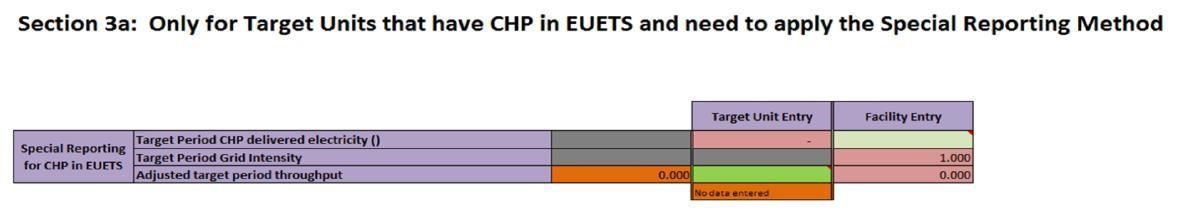 Section 3a:  Only for Target Units that have CHP in EUETS and need to apply the Special Reporting Method
Target Unit Entry
Facility Entry
Special Reporting
for CHP in EUETS
Target Period CHP delivered electricity ()
-
Target Period Grid Intensity
1.000
Adjusted target period throughput
0.000
0.000
No data entered